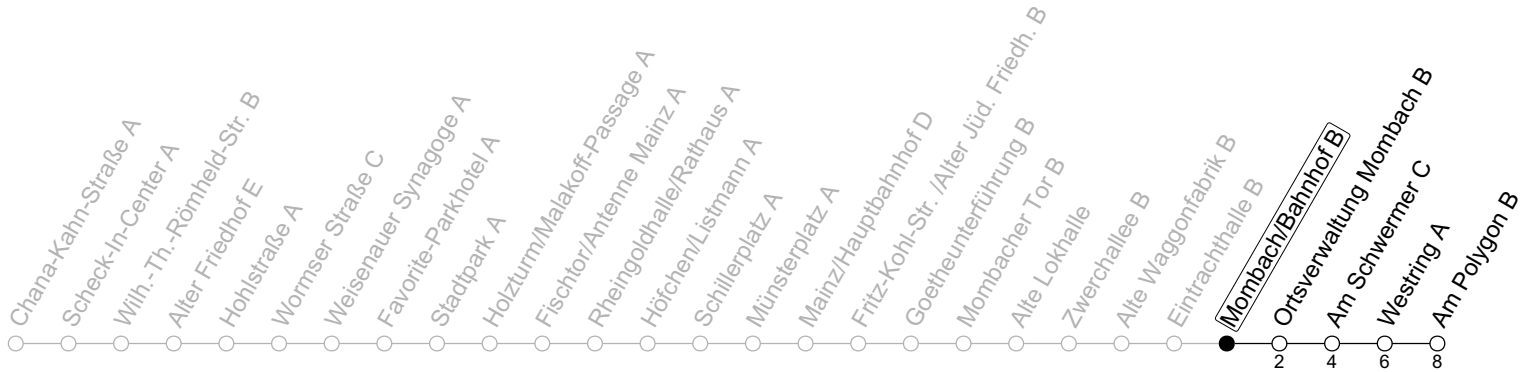 Chana-Kahn-Straße A
Scheck-In-Center A
Wilh.-Th.-Römheld-Str. B
Alter Friedhof E
Hohlstraße A
Wormser Straße C
Weisenauer Synagoge A
Favorite-Parkhotel A
Stadtpark A
Holzturm/Malakoff-Passage A
Fischtor/Antenne Mainz A
Rheingoldhalle/Rathaus A
Höfchen/Listmann A
Schillerplatz A
Münsterplatz A
Mainz/Hauptbahnhof D
Fritz-Kohl-Str. /Alter Jüd. Friedh. B
Goetheunterführung B
Mombacher Tor B
Alte Lokhalle
Zwerchallee B
Alte Waggonfabrik B
Eintrachthalle B
Mombach/Bahnhof B
Ortsverwaltung Mombach B
Am Schwermer C
Westring A
Am Polygon B
2 4 6 8